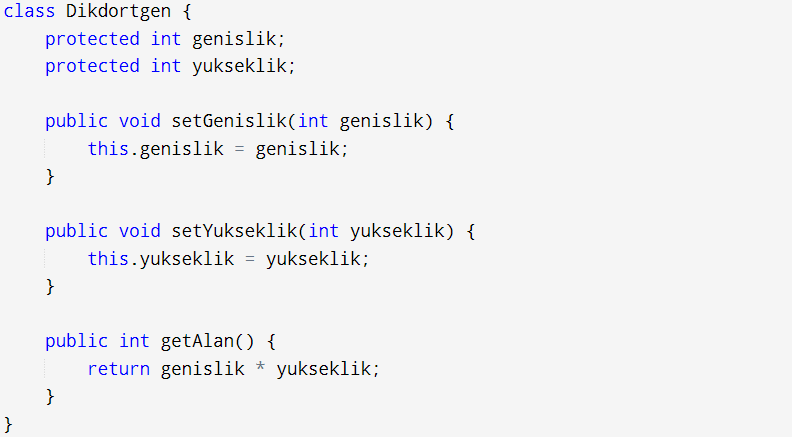 class Dikdortgen {
    protected int genislik;
    protected int yukseklik;

    public void setGenislik(int genislik) {
        this.genislik = genislik;
    }

    public void setYukseklik(int yukseklik) {
        this.yukseklik = yukseklik;
    }

    public int getAlan() {
        return genislik * yukseklik;
    }
}